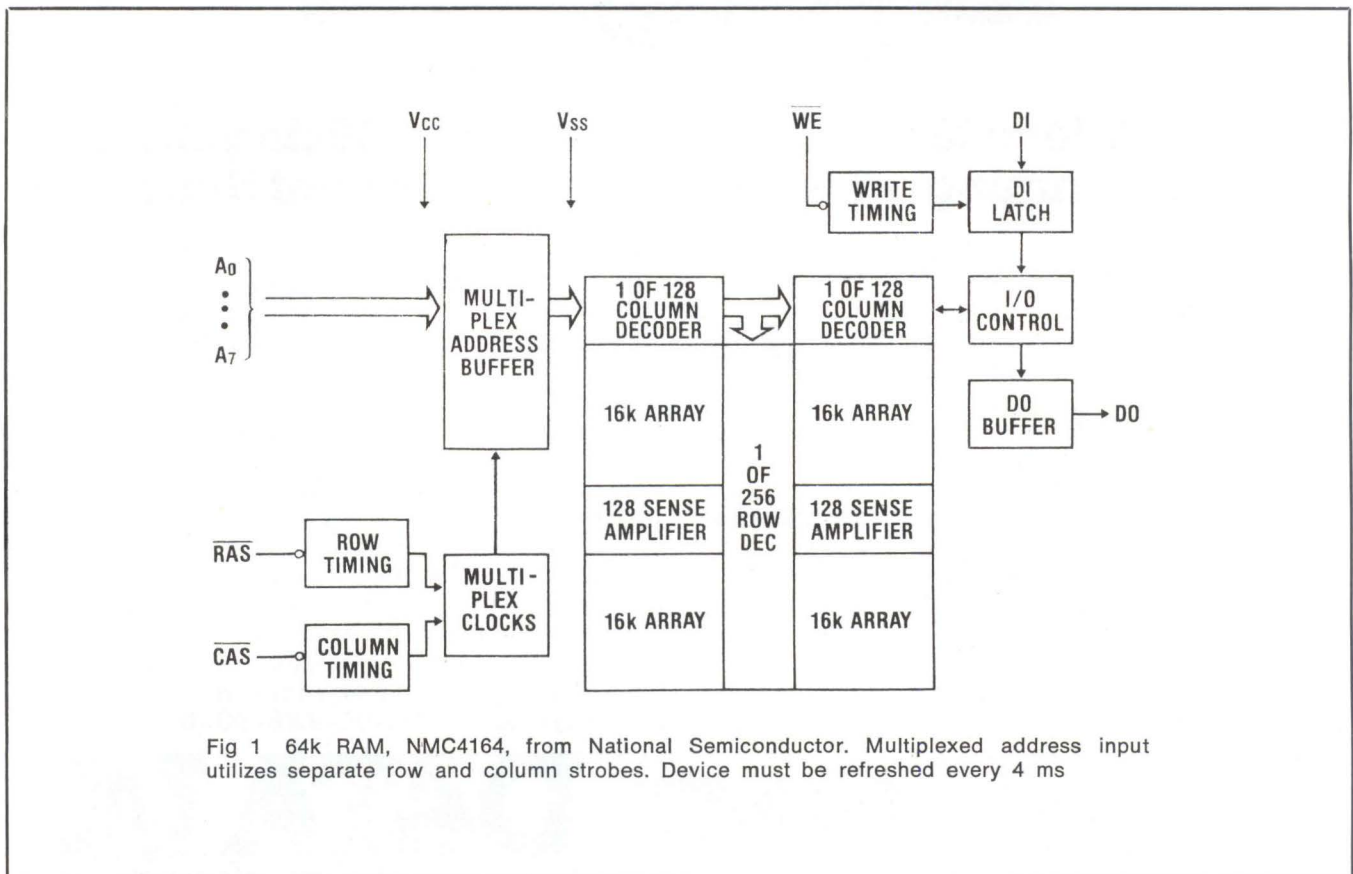 VCC
VSS
WE
DI
WRITE
TIMING
DI
LATCH
A0
A7
MULTI-
PLEX
ADDRESS
BUFFER
1 OF 128
COLUMN
DECODER
1 OF 128
COLUMN
DECODER
I/O
CONTROL
16k ARRAY
16k ARRAY
DO
BUFFER
DO
1
OF
256
ROW
DEC
128 SENSE
AMPLIFIER
128 SENSE
AMPLIFIER
RAS
ROW
TIMING
MULTI-
PLEX
CLOCKS
16k ARRAY
16k ARRAY
CAS
COLUMN
TIMING
Fig 1 64k RAM, NMC4164, from National Semiconductor. Multiplexed address input
utilizes separate row and column strobes. Device must be refreshed every 4 ms